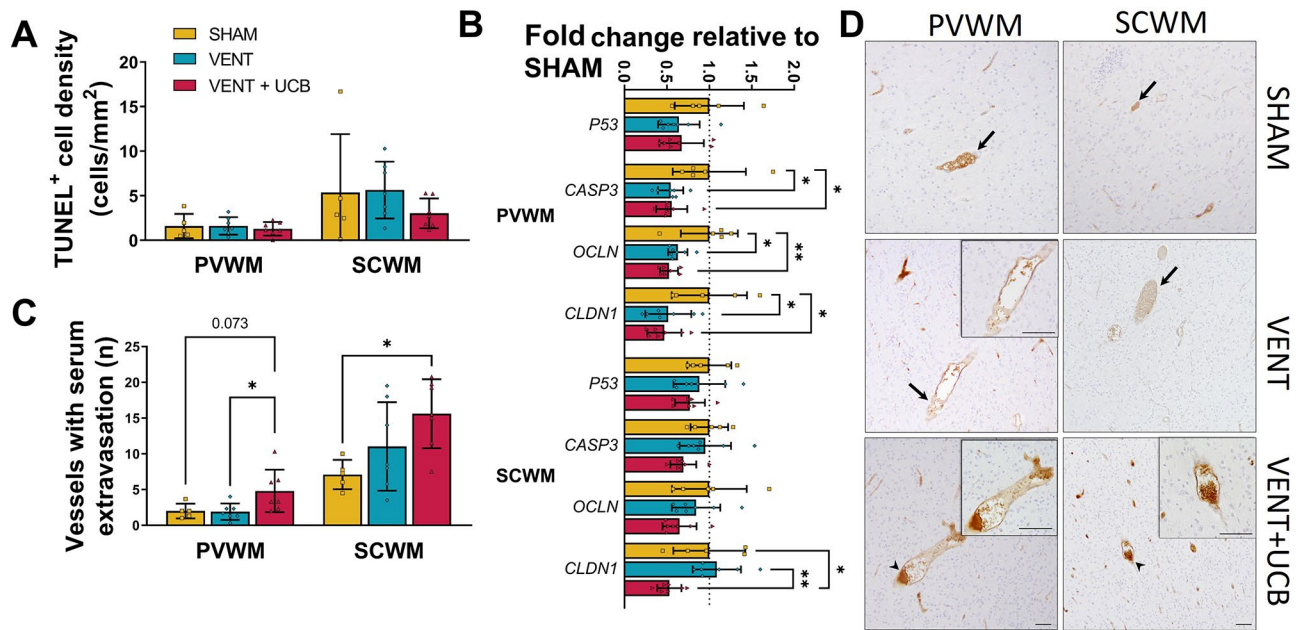 A
SHAM
VENT
VENT + UCB
TUNEL+ cell density
(cells/mm2)
20
15
10
5
0
PVWM
SCWM
B
Fold change relative to
SHAM
0.0
0.5
1.0
1.5
2.0
PVWM
P53
CASP3
*
*
OCLN
*
**
CLDN1
*
*
SCWM
P53
CASP3
OCLN
CLDN1
**
*
C
Vessels with serum
extravasation (n)
25
20
15
10
5
0
0.073
*
*
PVWM
SCWM
D
PVWM
SCWM
SHAM
VENT
VENT+UCB